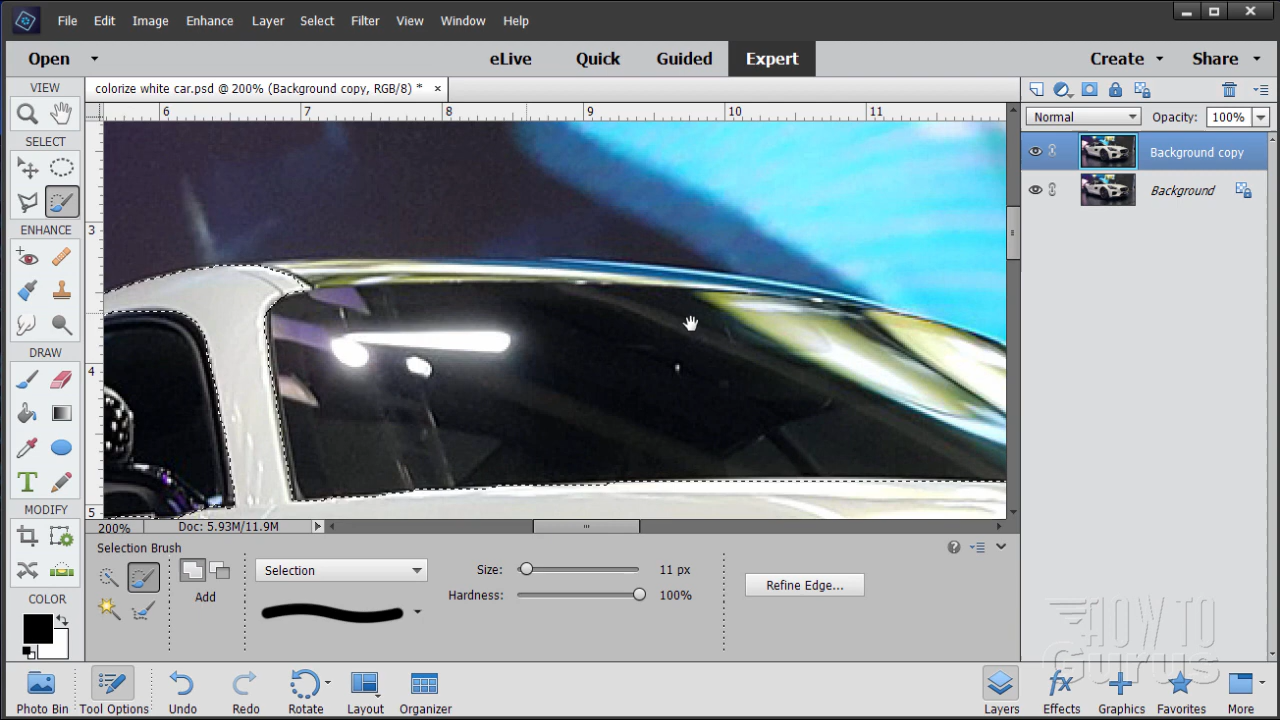 File Edit Image Enhance Layer Select Filter View Window Help
Open eLive Quick Guided Expert Create Share
VIEW
colorize white car.psd @ 200% (Background copy, RGB/8) * ×
6 7 8 9 10 11
Normal Opacity: 100%
SELECT
Background copy
Background
3
ENHANCE
DRAW
4
T
MODIFY
5
200% Doc: 5.93M/11.9M
Selection Brush
Selection Size: 11 px
Refine Edge...
Add Hardness: 100%
COLOR
HOW TO
Gurus
Photo Bin Tool Options Undo Redo Rotate Layout Organizer Layers Effects Graphics Favorites More
fx